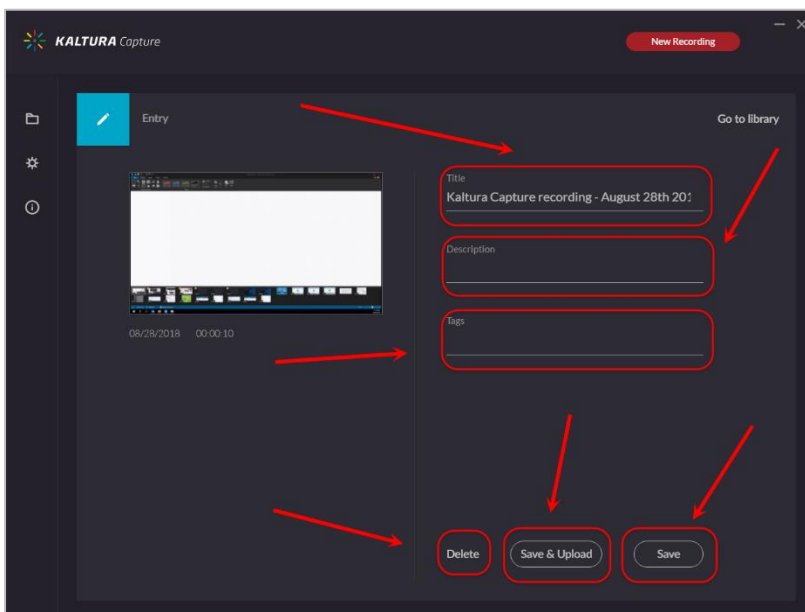 KALTURA Capture
New Recording
Entry
Go to library
Title
Kaltura Capture recording - August 28th 201
Description
Tags
08/28/2018 00:00:10
Delete
Save & Upload
Save